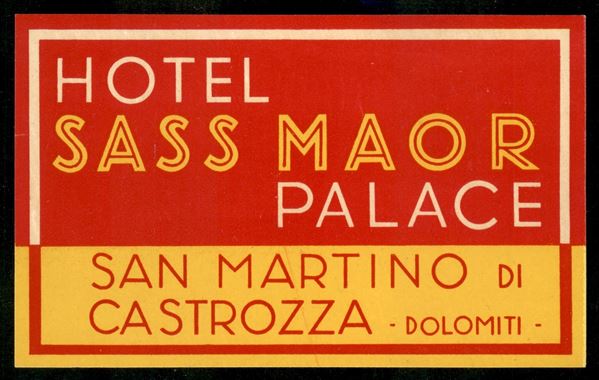 HOTEL
SASS MAOR
PALACE
SAN MARTINO DI
CASTROZZA - DOLOMITI -